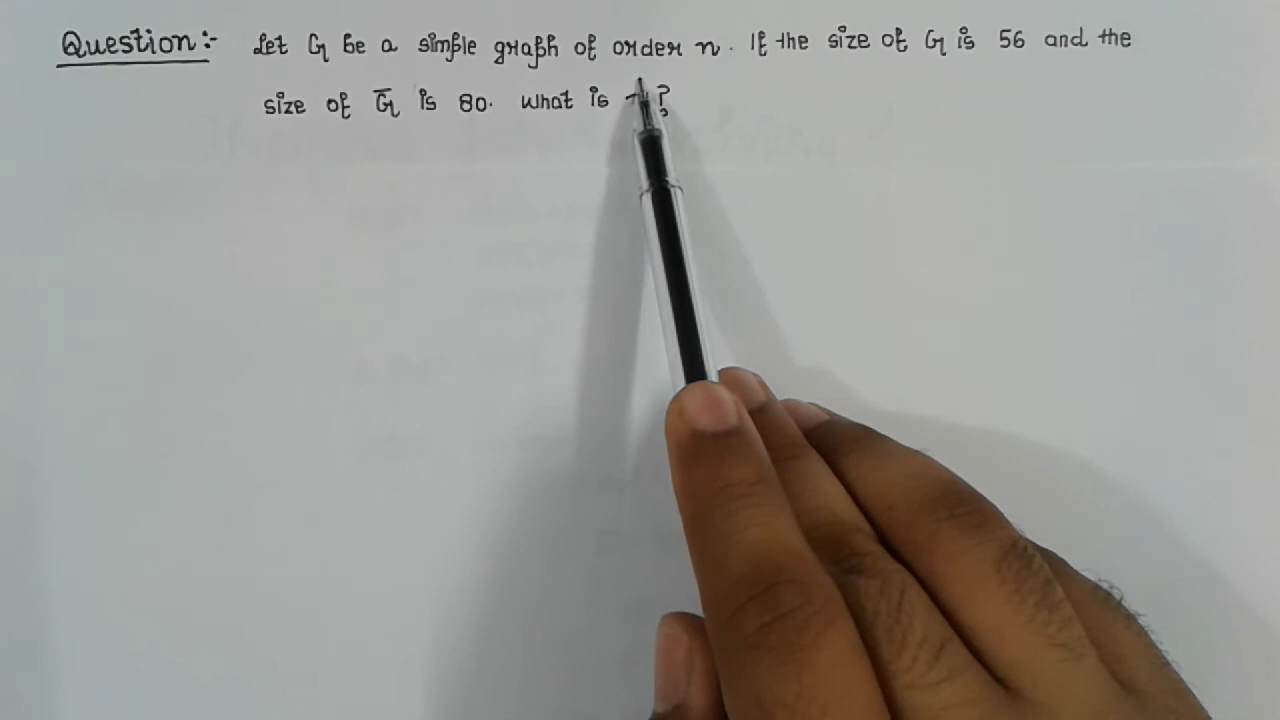 Question:- Let G be a simple graph of order n. If the size of G is 56 and the
size of G̅ is 80. What is ?